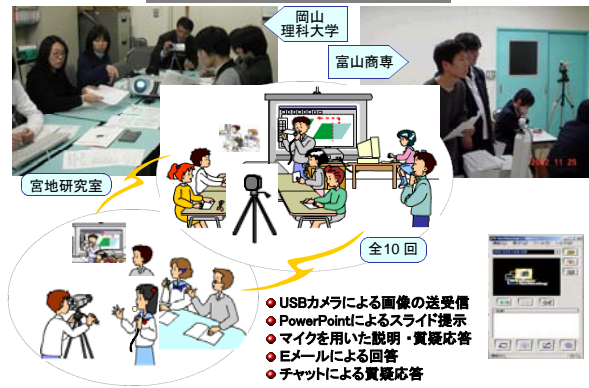 岡山
理科大学
富山商専
2002 11 25
宮地研究室
全10回
USBカメラによる画像の送受信
PowerPointによるスライド提示
マイクを用いた説明・質疑応答
Eメールによる回答
チャットによる質疑応答